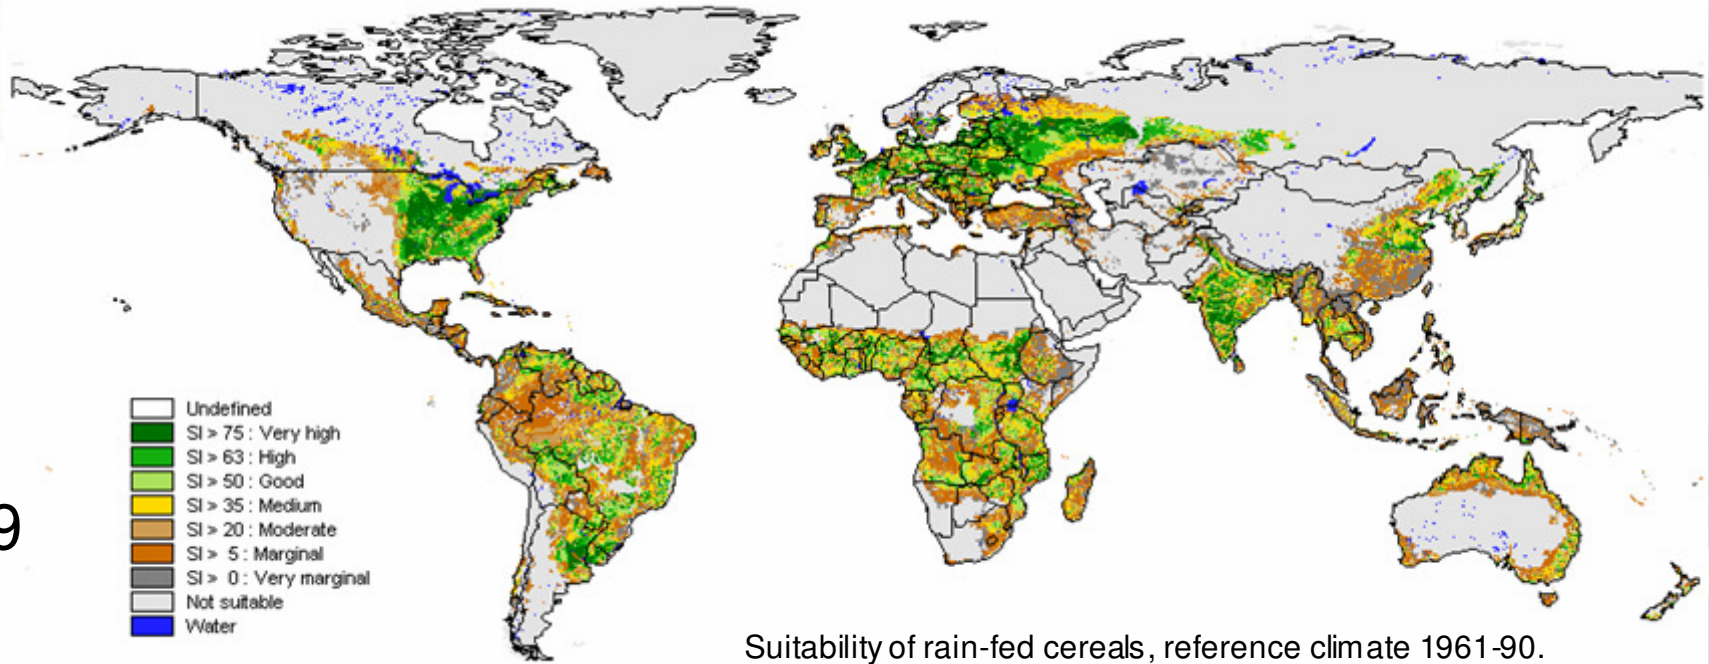 Undefined
SI > 75 : Very high
SI > 63 : High
SI > 50 : Good
SI > 35 : Medium
SI > 20 : Moderate
SI > 5 : Marginal
SI > 0 : Very marginal
Not suitable
Water
9
Suitability of rain-fed cereals, reference climate 1961-90.